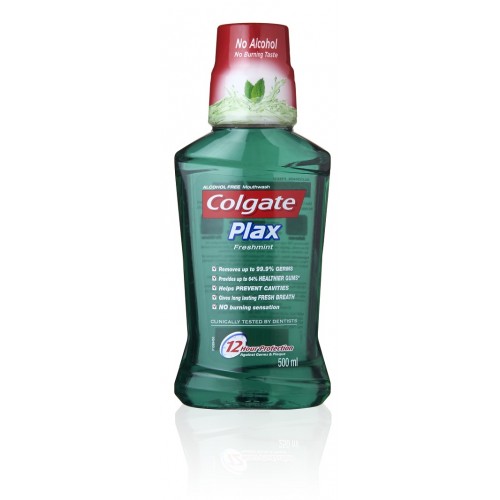 No Alcohol
No Burning Taste
ALCOHOL FREE Mouthwash
Colgate
Plax
Freshmint
Removes up to 99.9% GERMS
Provides up to 64% HEALTHIER GUMS*
Helps PREVENT CAVITIES
Gives long lasting FRESH BREATH
NO burning sensation
CLINICALLY TESTED BY DENTISTS
12 Hour Protection
Against Germs & Plaque
500 ml